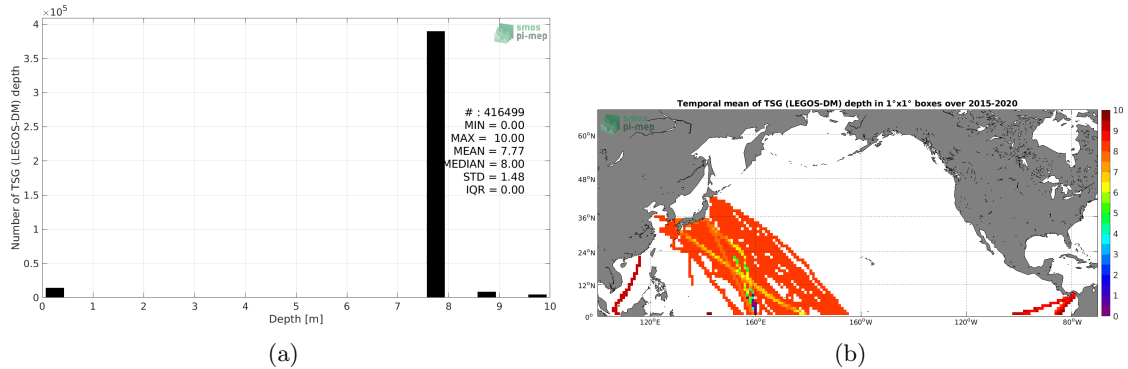 ×10⁵
4
3.5
3
2.5
2
1.5
1
0.5
0
Number of TSG (LEGOS-DM) depth
smos
pi-mep
# : 416499
MIN = 0.00
MAX = 10.00
MEAN = 7.77
MEDIAN = 8.00
STD = 1.48
IQR = 0.00
0 1 2 3 4 5 6 7 8 9 10
Depth [m]
(a)
Temporal mean of TSG (LEGOS-DM) depth in 1°x1° boxes over 2015-2020
smos
pi-mep
60°N
48°N
36°N
24°N
12°N
0°
120°E 160°E 160°W 120°W 80°W
10
9
8
7
6
5
4
3
2
1
0
(b)